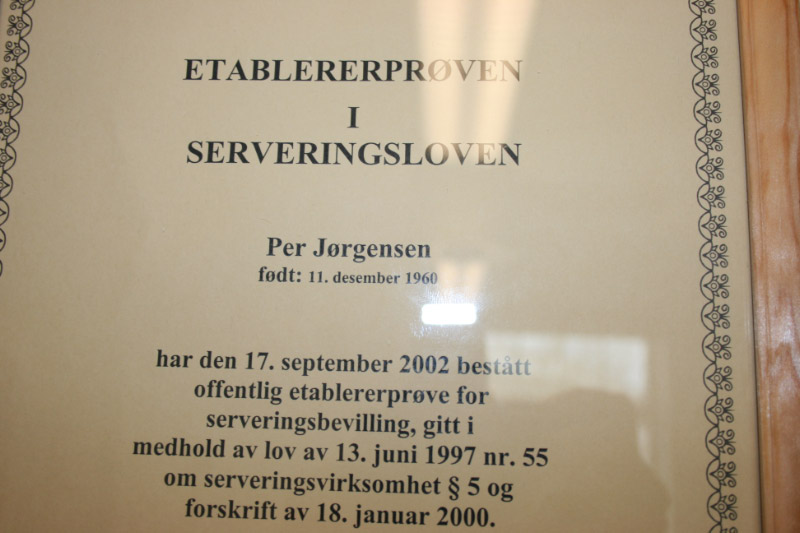 ETABLERERPRØVEN
I
SERVERINGSLOVEN
Per Jørgensen
født: 11. desember 1960
har den 17. september 2002 bestått
offentlig etablererprøve for
serveringsbevilling, gitt i
medhold av lov av 13. juni 1997 nr. 55
om serveringsvirksomhet § 5 og
forskrift av 18. januar 2000.